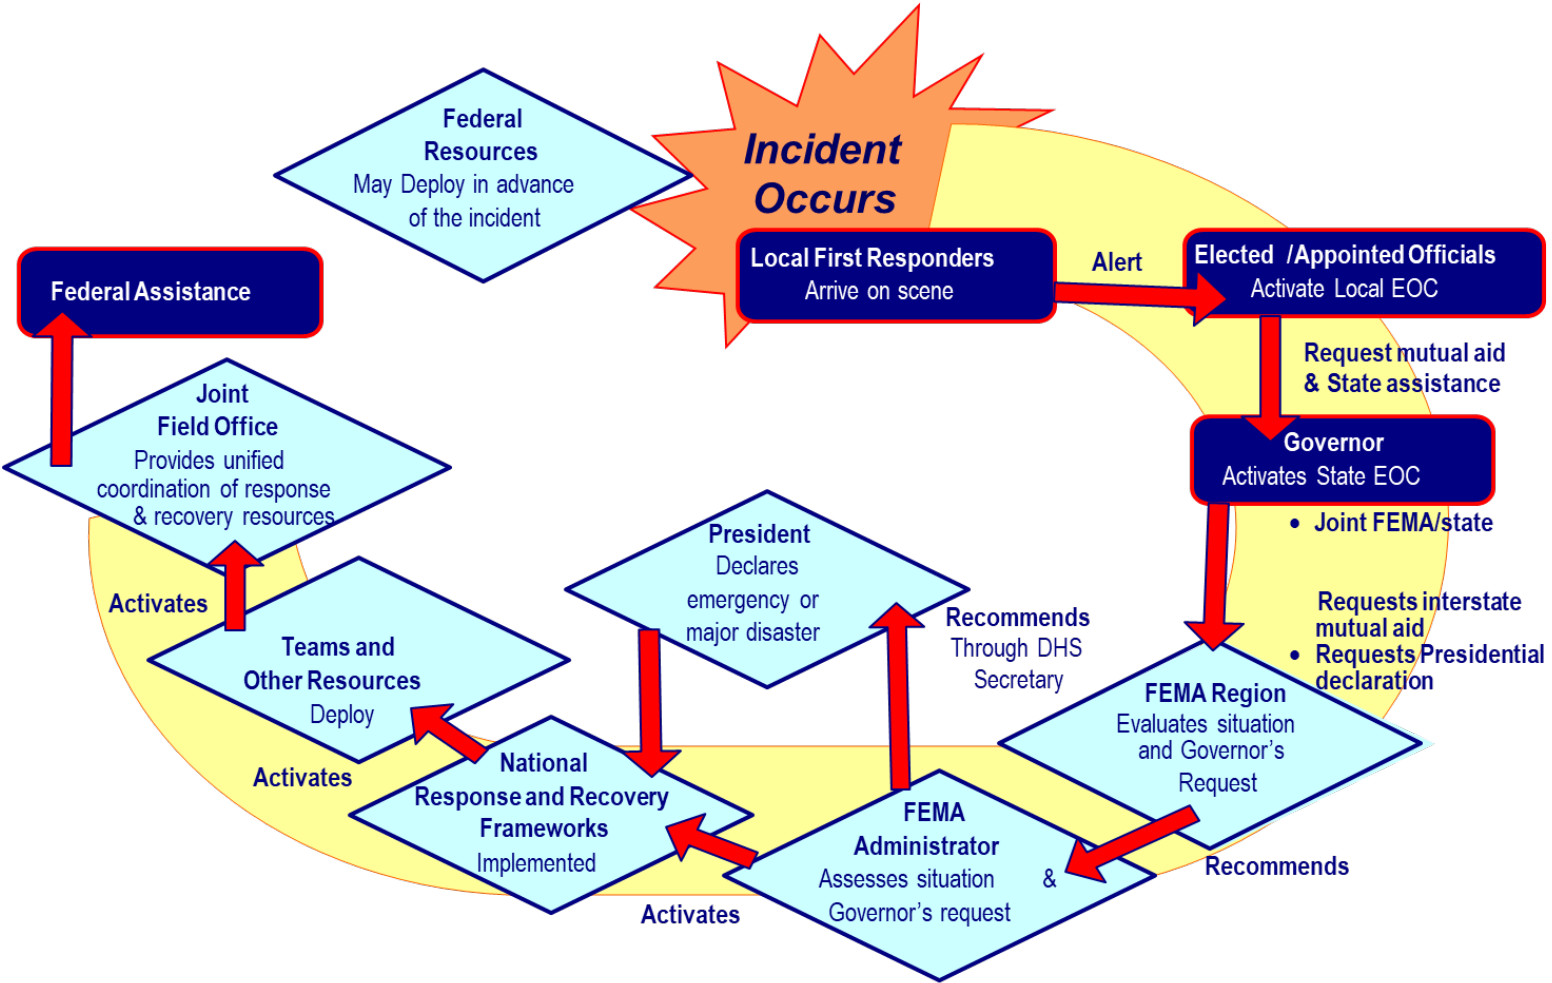 Incident
Occurs
Federal
Resources
May Deploy in advance
of the incident
Local First Responders
Arrive on scene
Alert
Elected /Appointed Officials
Activate Local EOC
Request mutual aid
& State assistance
Governor
Activates State EOC
• Joint FEMA/state
Requests interstate
mutual aid
• Requests Presidential
declaration
FEMA Region
Evaluates situation
and Governor's
Request
Recommends
FEMA
Administrator
Assesses situation &
Governor's request
Recommends
Through DHS
Secretary
President
Declares
emergency or
major disaster
Activates
National
Response and Recovery
Frameworks
Implemented
Activates
Teams and
Other Resources
Deploy
Activates
Joint
Field Office
Provides unified
coordination of response
& recovery resources
Federal Assistance